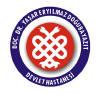 DOÇ. DR. YAŞAR ERYILMAZ DOĞUBAYAZIT
DEVLET HASTANESİ